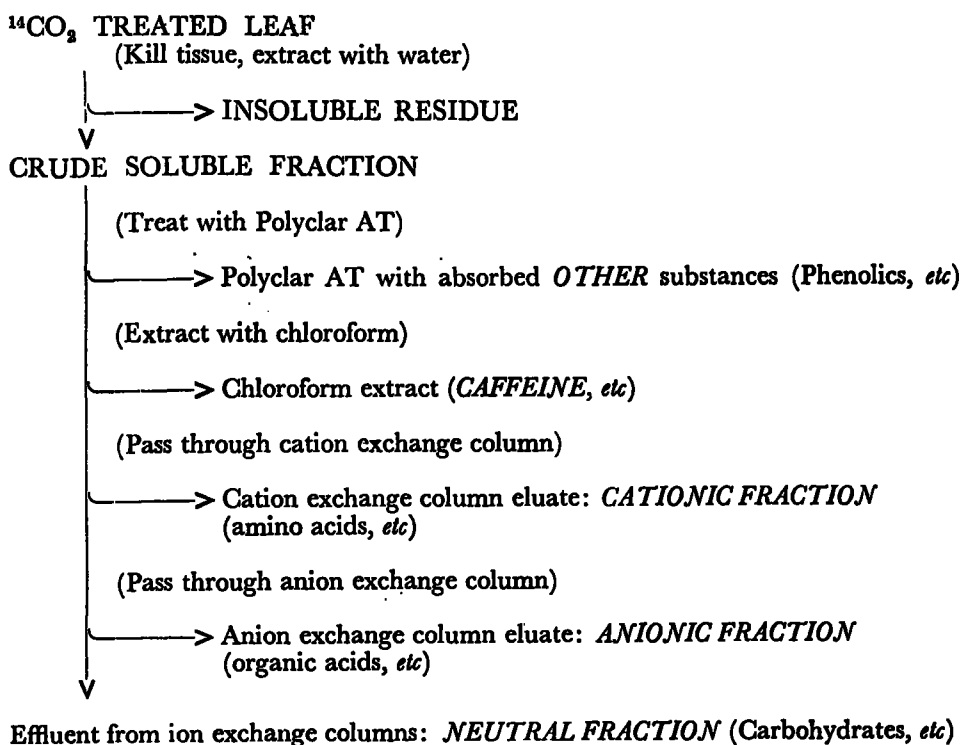 ¹⁴CO₂ TREATED LEAF
(Kill tissue, extract with water)
INSOLUBLE RESIDUE
CRUDE SOLUBLE FRACTION
(Treat with Polyclar AT)
Polyclar AT with absorbed OTHER substances (Phenolics, etc)
(Extract with chloroform)
Chloroform extract (CAFFEINE, etc)
(Pass through cation exchange column)
Cation exchange column eluate: CATIONIC FRACTION
(amino acids, etc)
(Pass through anion exchange column)
Anion exchange column eluate: ANIONIC FRACTION
(organic acids, etc)
Effluent from ion exchange columns: NEUTRAL FRACTION (Carbohydrates, etc)